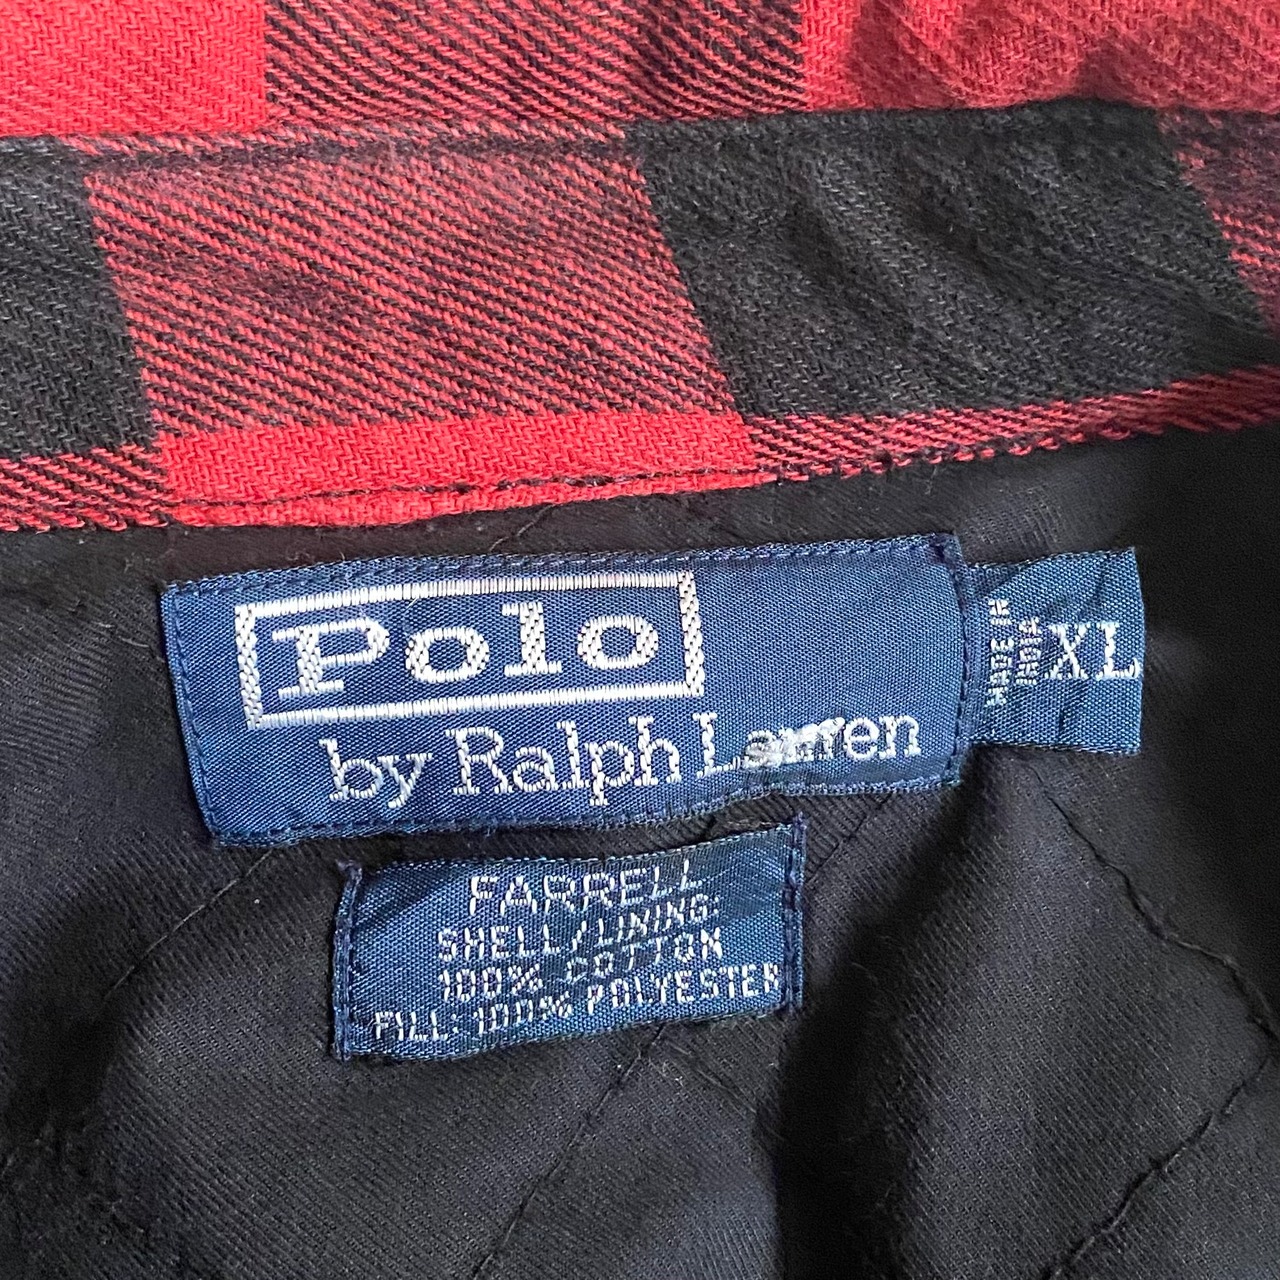 Polo
by Ralph Lauren
MADE IN
INDIA
XL
FARRELL
SHELL/LINING:
100% COTTON
FILL: 100% POLYESTER